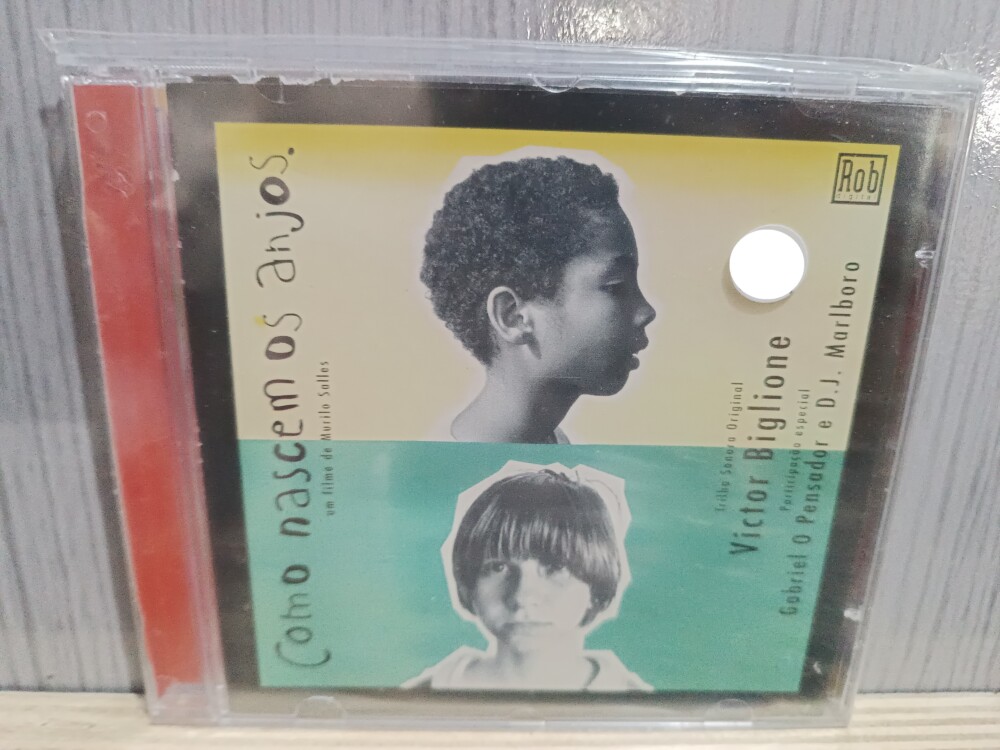 Como nascem os anjos.
um filme de Murilo Salles
Rob
digital
Trilha Sonora Original
Victor Biglione
Participação especial
Gabriel O Pensador e D.J. Marlboro